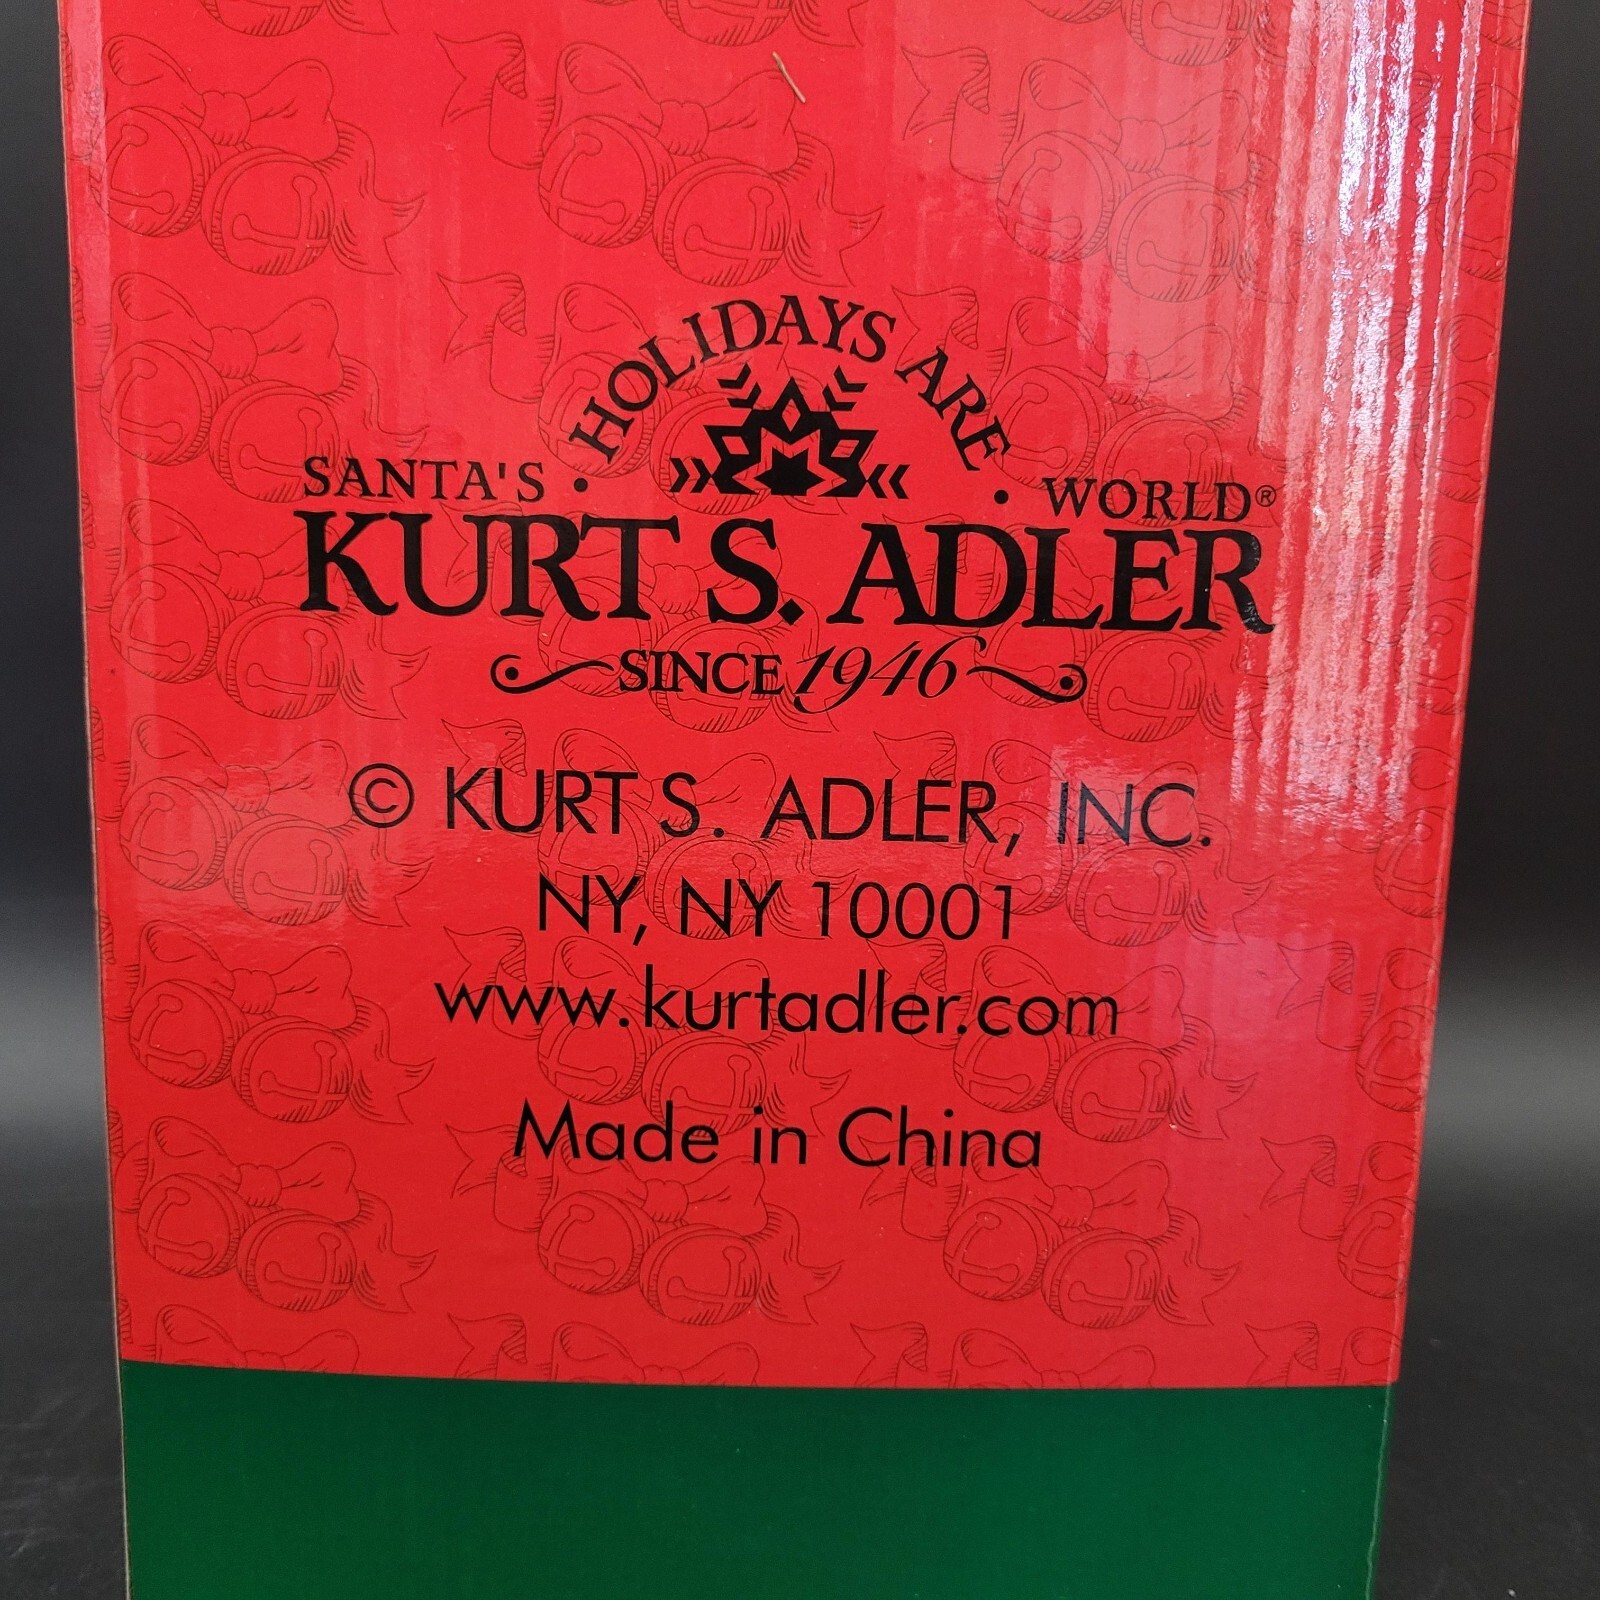 HOLIDAYS ARE
SANTA'S • • WORLD®
KURT S. ADLER
SINCE 1946
© KURT S. ADLER, INC.
NY, NY 10001
www.kurtadler.com
Made in China